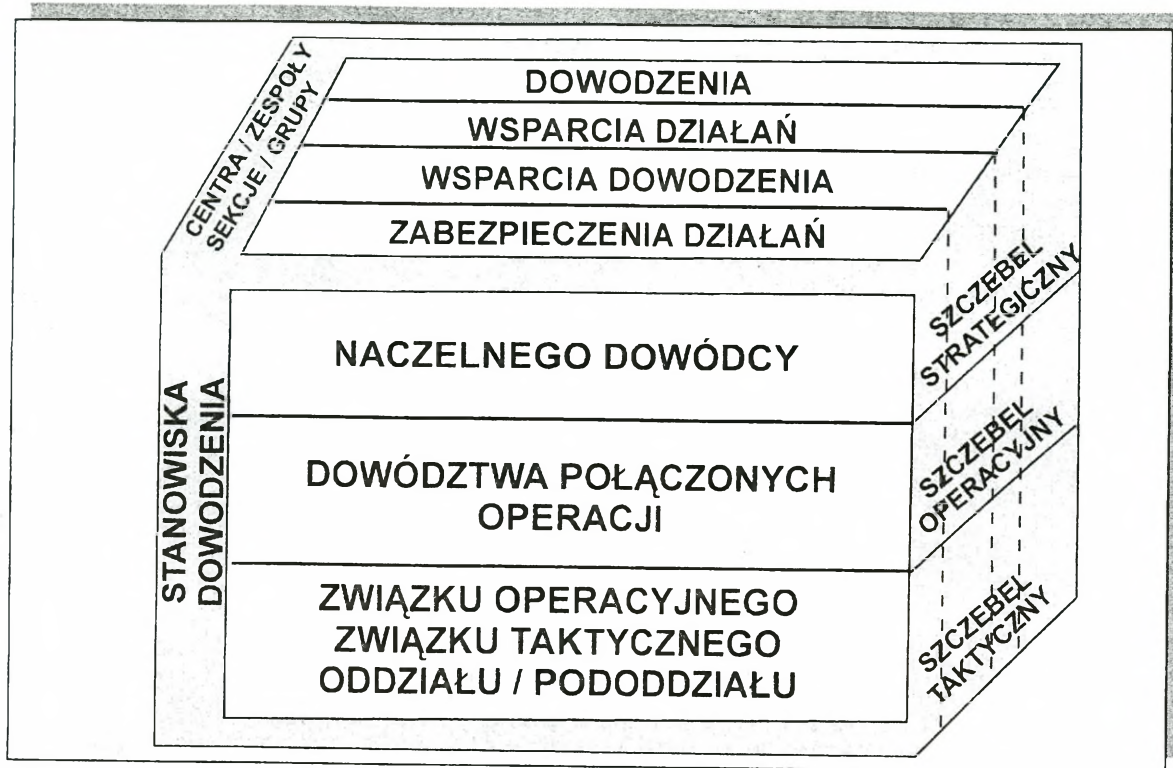 CENTRA / ZESPOŁY
SEKCJE / GRUPY
DOWODZENIA
WSPARCIA DZIAŁAŃ
WSPARCIA DOWODZENIA
ZABEZPIECZENIA DZIAŁAŃ
STANOWISKA
DOWODZENIA
NACZELNEGO DOWÓDCY
DOWÓDZTWA POŁĄCZONYCH
OPERACJI
ZWIĄZKU OPERACYJNEGO
ZWIĄZKU TAKTYCZNEGO
ODDZIAŁU / PODODDZIAŁU
SZCZEBEL
STRATEGICZNY
SZCZEBEL
OPERACYJNY
SZCZEBEL
TAKTYCZNY